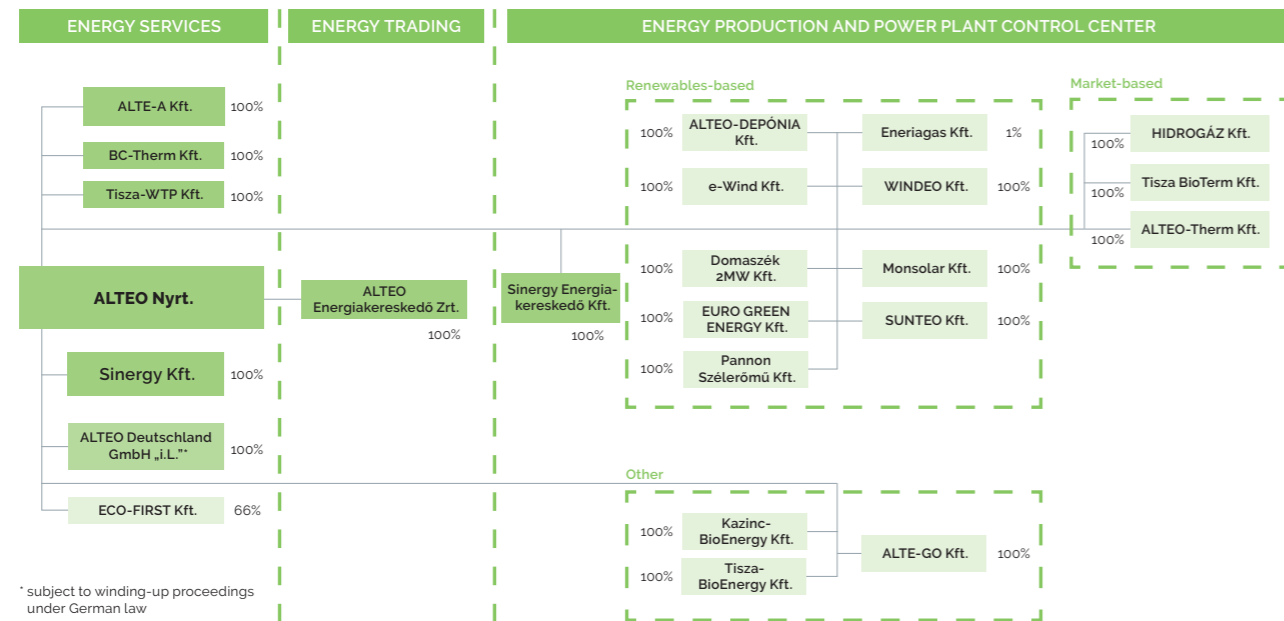 ENERGY SERVICES
ENERGY TRADING
ENERGY PRODUCTION AND POWER PLANT CONTROL CENTER
ALTE-A Kft.
100%
BC-Therm Kft.
100%
Tisza-WTP Kft.
100%
ALTEO Nyrt.
Sinergy Kft.
100%
ALTEO Deutschland
GmbH „i.L.”*
100%
ECO-FIRST Kft.
66%
* subject to winding-up proceedings
under German law
ALTEO
Energiakereskedő Zrt.
100%
Sinergy Energia-
kereskedő Kft.
100%
Renewables-based
100%
ALTEO-DEPÓNIA
Kft.
Eneriagas Kft.
1%
100%
e-Wind Kft.
WINDEO Kft.
100%
100%
Domaszék
2MW Kft.
Monsolar Kft.
100%
100%
EURO GREEN
ENERGY Kft.
SUNTEO Kft.
100%
100%
Pannon
Szélerőmű Kft.
Market-based
100%
HIDROGÁZ Kft.
100%
Tisza BioTerm Kft.
100%
ALTEO-Therm Kft.
Other
100%
Kazinc-
BioEnergy Kft.
100%
Tisza-
BioEnergy Kft.
ALTE-GO Kft.
100%